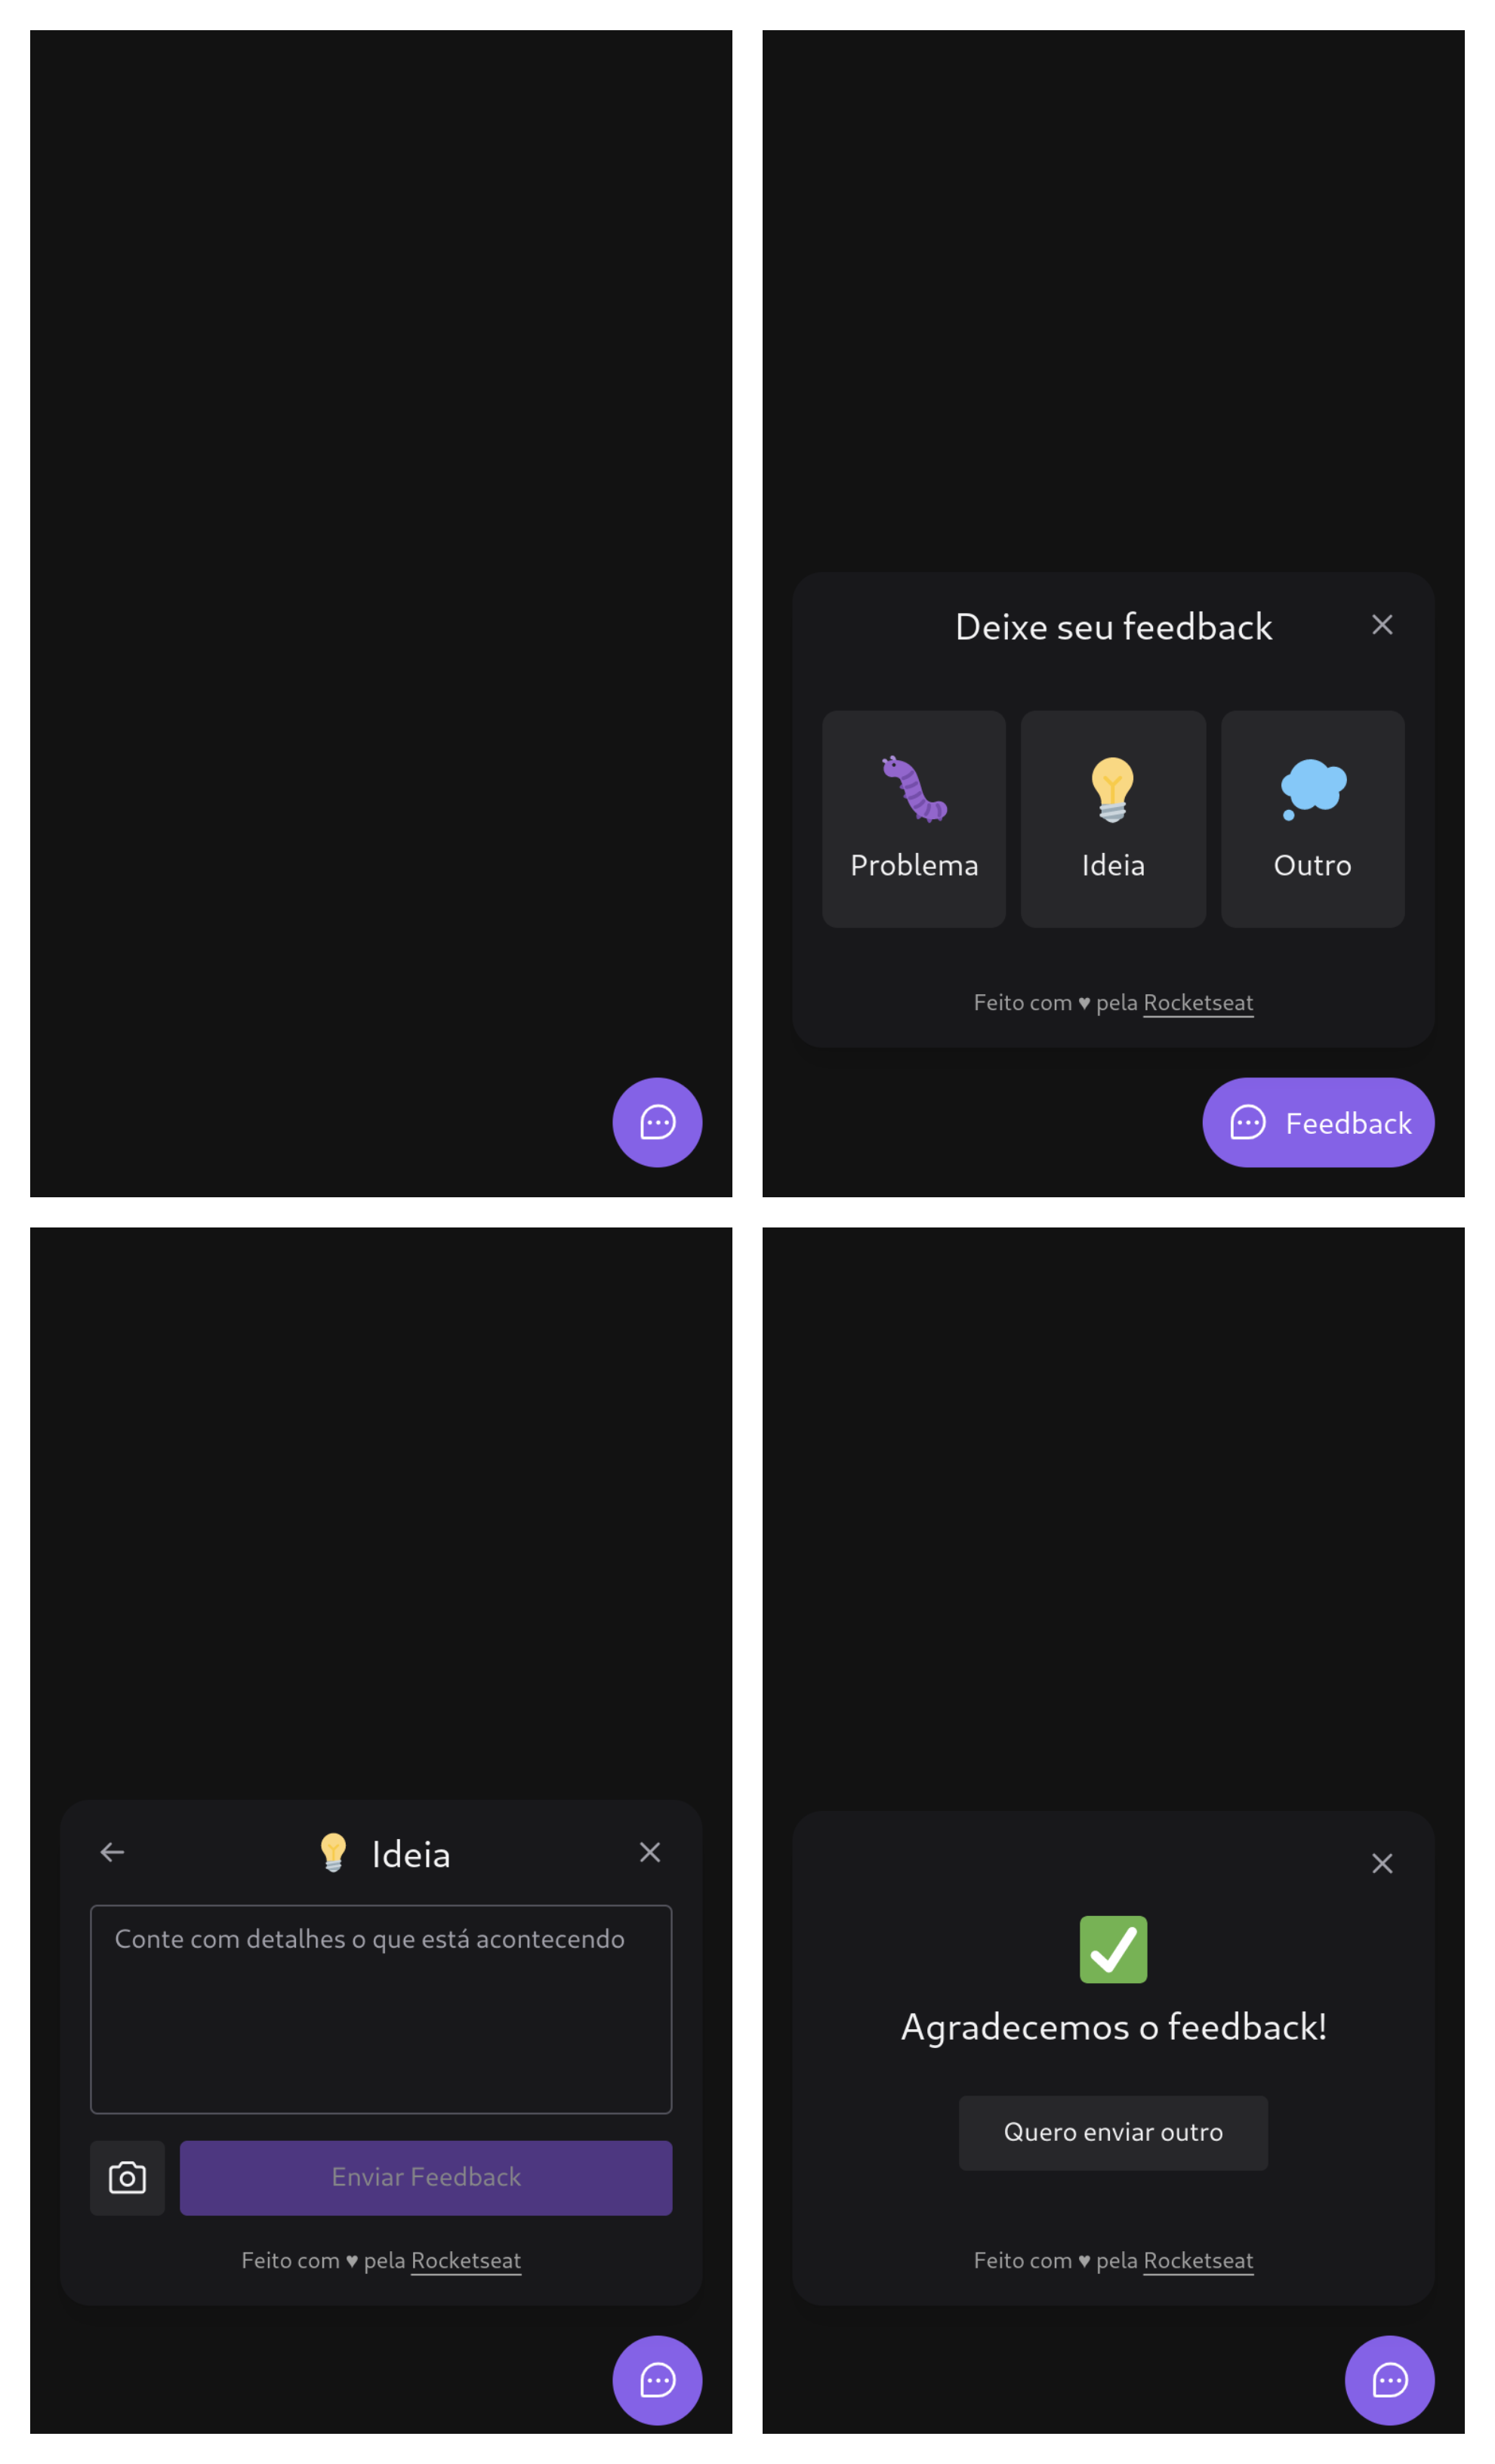 Deixe seu feedback
Problema
Ideia
Outro
Feito com ♥ pela Rocketseat
Feedback
Ideia
Conte com detalhes o que está acontecendo
Enviar Feedback
Feito com ♥ pela Rocketseat
Agradecemos o feedback!
Quero enviar outro
Feito com ♥ pela Rocketseat